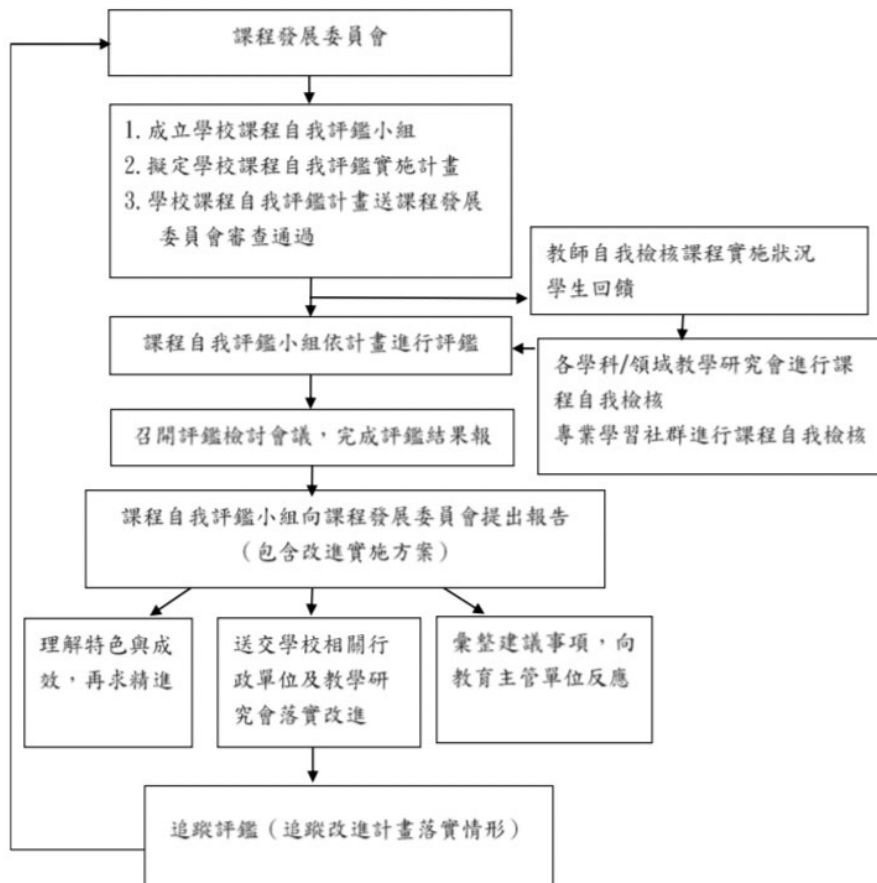 課程發展委員會
1. 成立學校課程自我評鑑小組
2. 擬定學校課程自我評鑑實施計畫
3. 學校課程自我評鑑計畫送課程發展
委員會審查通過
教師自我檢核課程實施狀況
學生回饋
課程自我評鑑小組依計畫進行評鑑
各學科/領域教學研究會進行課
程自我檢核
專業學習社群進行課程自我檢核
召開評鑑檢討會議，完成評鑑結果報
課程自我評鑑小組向課程發展委員會提出報告
（包含改進實施方案）
理解特色與成
效，再求精進
送交學校相關行
政單位及教學研
究會落實改進
彙整建議事項，向
教育主管單位反應
追蹤評鑑（追蹤改進計畫落實情形）